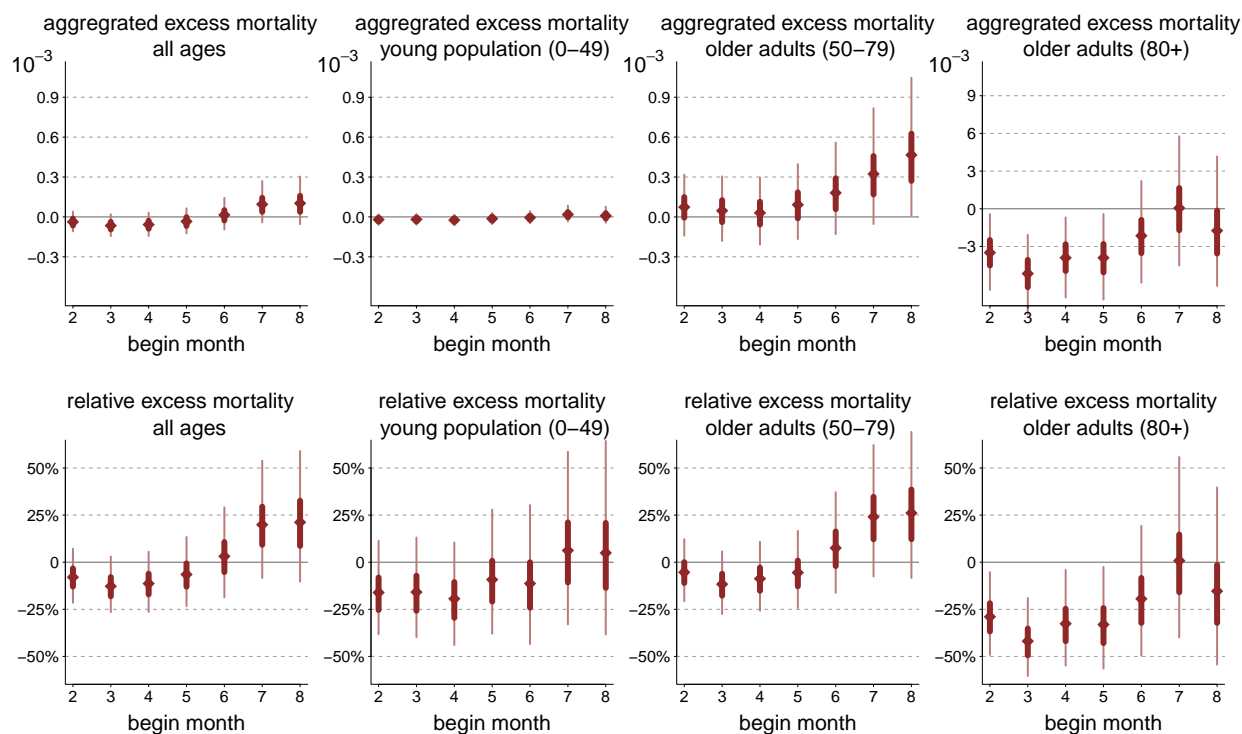 aggregrated excess mortality
all ages
10⁻³
0.9
0.6
0.3
0.0
−0.3
2 3 4 5 6 7 8
begin month
aggregrated excess mortality
young population (0−49)
10⁻³
0.9
0.6
0.3
0.0
−0.3
2 3 4 5 6 7 8
begin month
aggregrated excess mortality
older adults (50−79)
10⁻³
0.9
0.6
0.3
0.0
−0.3
2 3 4 5 6 7 8
begin month
aggregrated excess mortality
older adults (80+)
10⁻³
9
6
3
0
−3
2 3 4 5 6 7 8
begin month
relative excess mortality
all ages
50%
25%
0
−25%
−50%
2 3 4 5 6 7 8
begin month
relative excess mortality
young population (0−49)
50%
25%
0
−25%
−50%
2 3 4 5 6 7 8
begin month
relative excess mortality
older adults (50−79)
50%
25%
0
−25%
−50%
2 3 4 5 6 7 8
begin month
relative excess mortality
older adults (80+)
50%
25%
0
−25%
−50%
2 3 4 5 6 7 8
begin month